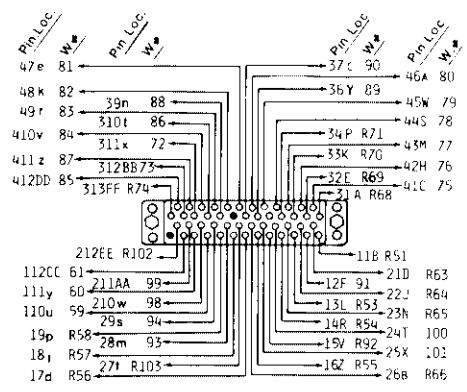 Pin Loc. W# Pin Loc. W# Pin Loc. W# Pin Loc. W#
47e 81
48k 82
49r 83
410v 84
411z 87
412DD 85
39n 88
310t 86
311x 72
312BB 73
313FF R74
37c 90
36Y 89
34P R71
33K R70
32E R69
31A R68
46A 80
45W 79
44S 78
43M 77
42H 76
41C 75
212EE R102
112CC 61
111y 60
110u 59
19p R58
18j R57
17d R56
211AA 99
210w 98
29s 94
28m 93
27f R103
11B R51
12F 91
13L R53
14R R54
15V R92
16Z R55
21D R63
22J R64
23N R65
24T 100
25X 101
26B R66